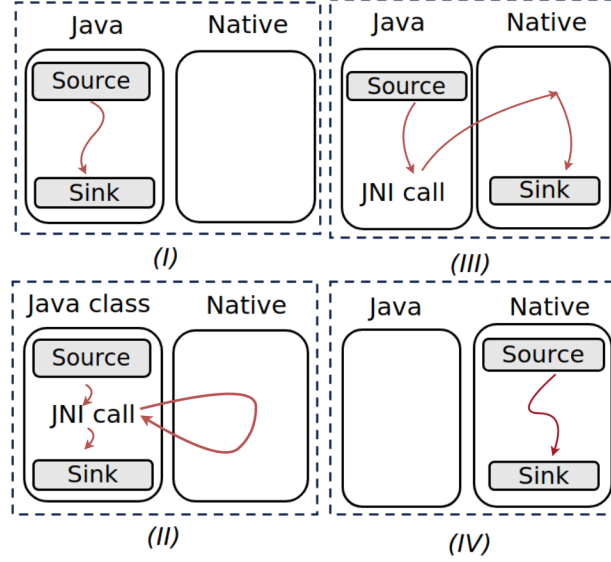 Java Native
Source
Sink
(I)
Java Native
Source
JNI call
Sink
(III)
Java class Native
Source
JNI call
Sink
(II)
Java Native
Source
Sink
(IV)